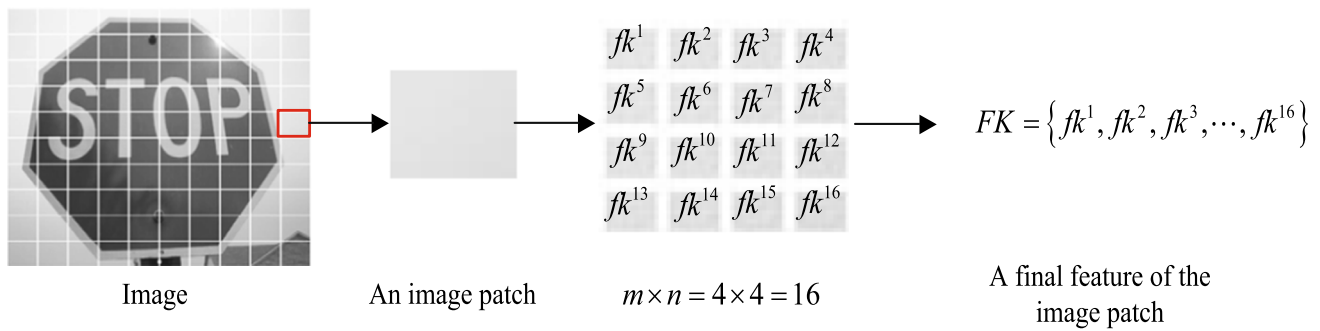 STOP
fk¹ fk² fk³ fk⁴
fk⁵ fk⁶ fk⁷ fk⁸
fk⁹ fk¹⁰ fk¹¹ fk¹²
fk¹³ fk¹⁴ fk¹⁵ fk¹⁶
FK = {fk¹, fk², fk³, ⋯, fk¹⁶}
Image
An image patch
m × n = 4 × 4 = 16
A final feature of the
image patch